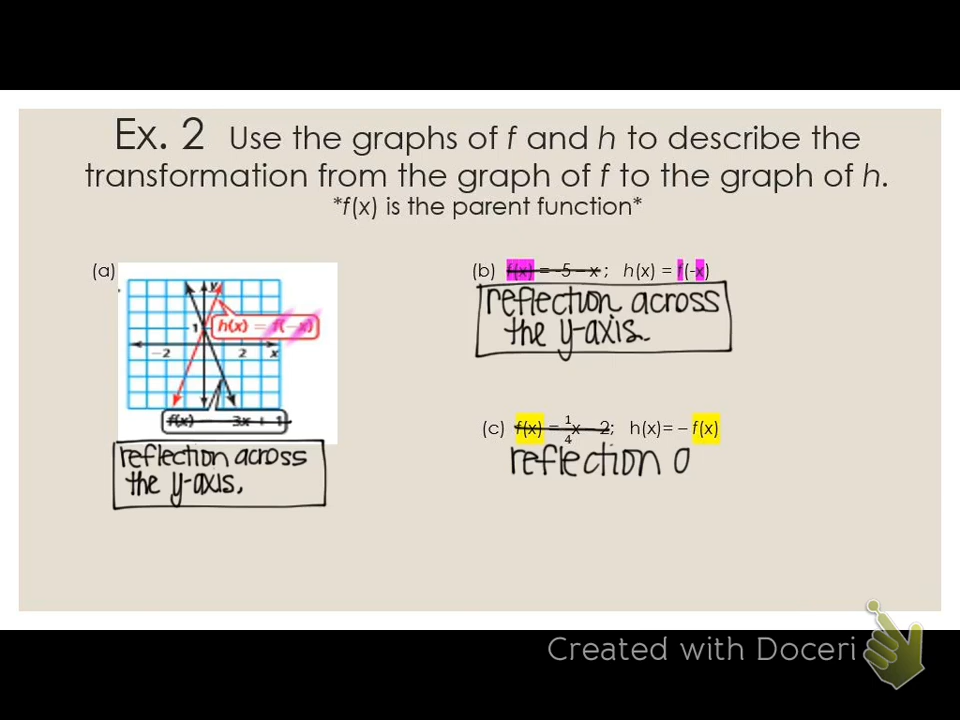 Ex. 2 Use the graphs of f and h to describe the
transformation from the graph of f to the graph of h.
*f(x) is the parent function*
(a)
y
h(x) = f(−x)
1
−2
2
x
f(x) = −3x + 1
reflection across
the y-axis.
(b) f(x) = -5 – x ; h(x) = f(-x)
reflection across
the y-axis.
(c) f(x) = 1/4x – 2; h(x)= – f(x)
reflection a
Created with Doceri